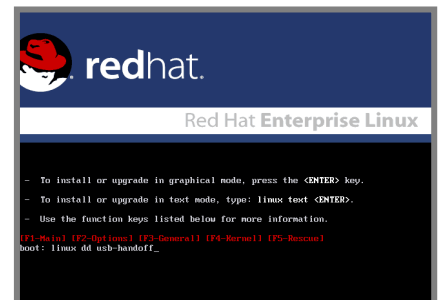 redhat.
Red Hat Enterprise Linux
- To install or upgrade in graphical mode, press the <ENTER> key.
- To install or upgrade in text mode, type: linux text <ENTER>.
- Use the function keys listed below for more information.
[F1-Main] [F2-Options] [F3-General] [F4-Kernel] [F5-Rescue]
boot: linux dd usb-handoff_